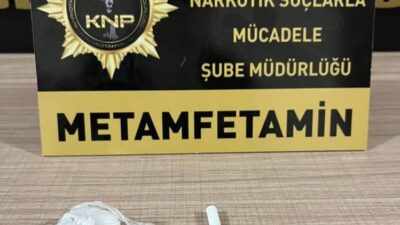 KNP
NARKOTİK SUÇLARLA
MÜCADELE
ŞUBE MÜDÜRLÜĞÜ
METAMFETAMİN